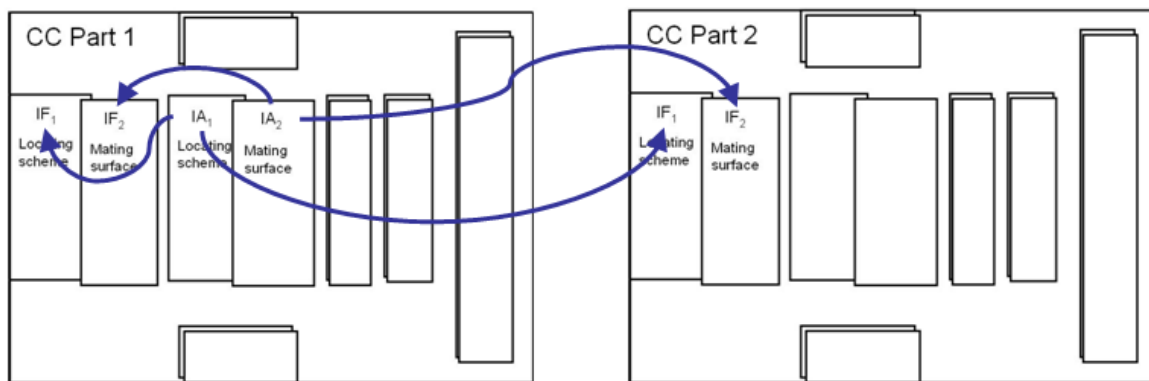 CC Part 1
IF₁
Locating
scheme
IF₂
Mating
surface
IA₁
Locating
scheme
IA₂
Mating
surface
CC Part 2
IF₁
Locating
scheme
IF₂
Mating
surface